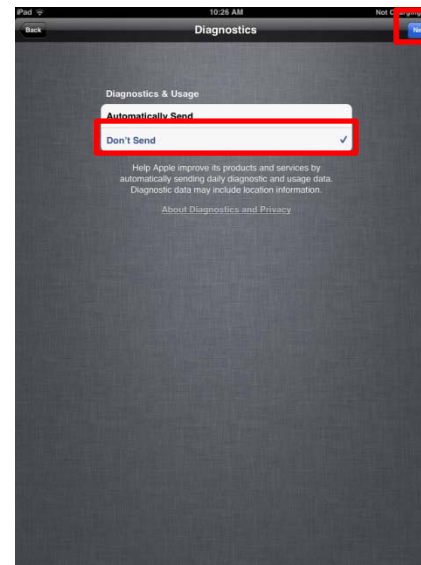 iPad
10:26 AM
Not Charging
Back
Diagnostics
Diagnostics & Usage
Automatically Send
Don't Send
Help Apple improve its products and services by
automatically sending daily diagnostic and usage data.
Diagnostic data may include location information.
About Diagnostics and Privacy